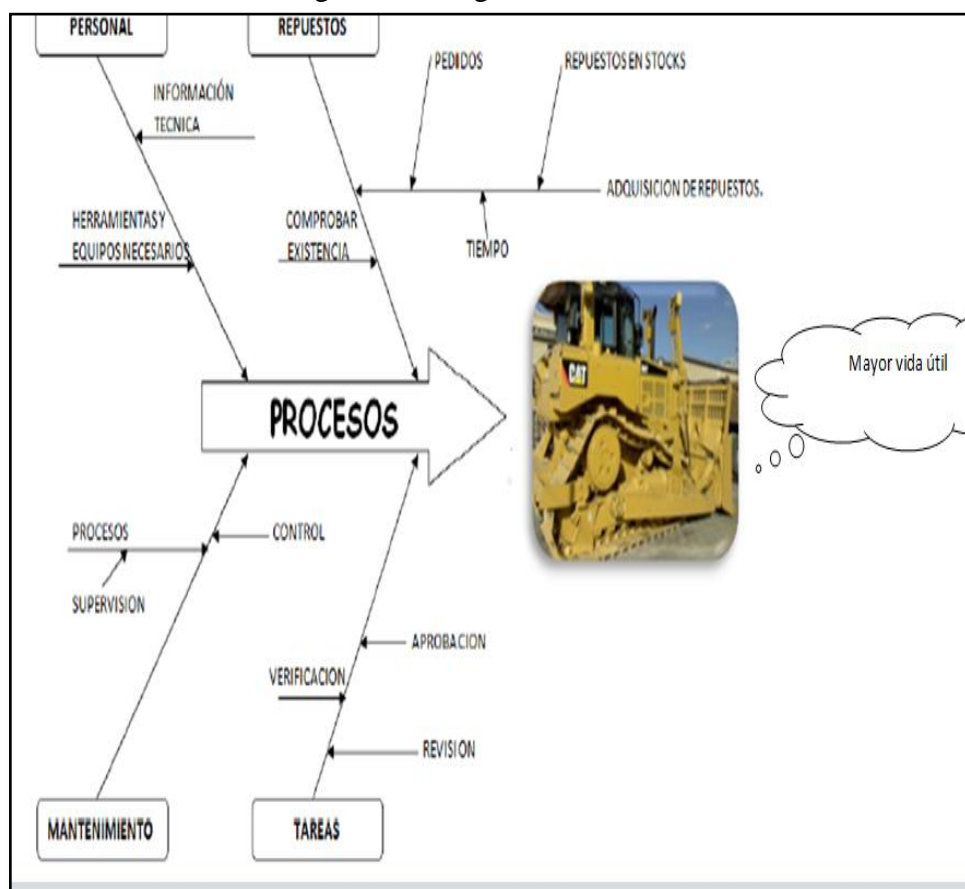 PERSONAL
REPUESTOS
PEDIDOS
REPUESTOS EN STOCKS
INFORMACIÓN
TECNICA
ADQUISICION DE REPUESTOS.
HERRAMIENTAS Y
EQUIPOS NECESARIOS
COMPROBAR
EXISTENCIA
TIEMPO
CAT
Mayor vida útil
PROCESOS
PROCESOS
CONTROL
SUPERVISION
APROBACION
VERIFICACION
REVISION
MANTENIMIENTO
TAREAS